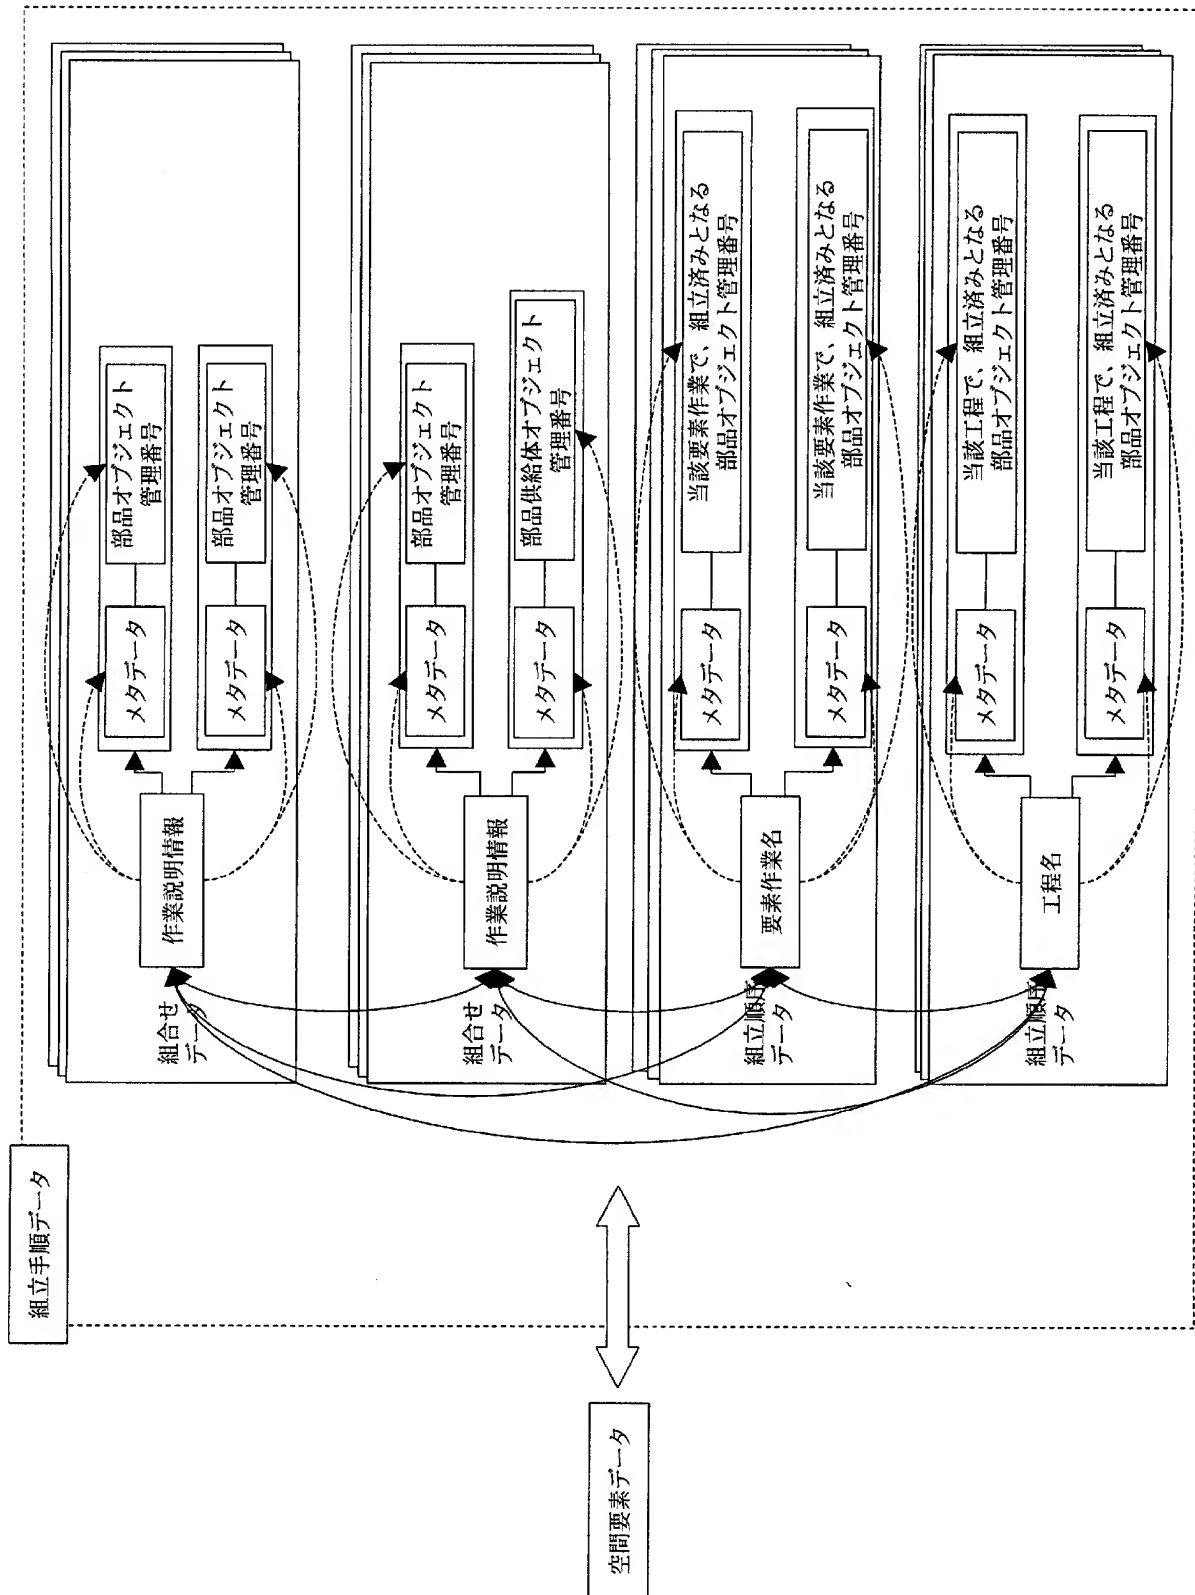 空間要素データ
組立手順データ
組合せ
データ
作業説明情報
メタデータ
部品オブジェクト
管理番号
メタデータ
部品オブジェクト
管理番号
組合せ
データ
作業説明情報
メタデータ
部品オブジェクト
管理番号
メタデータ
部品供給体オブジェクト
管理番号
組立順序
データ
要素作業名
メタデータ
当該要素作業で、組立済みとなる
部品オブジェクト管理番号
メタデータ
当該要素作業で、組立済みとなる
部品オブジェクト管理番号
組立順序
データ
工程名
メタデータ
当該工程で、組立済みとなる
部品オブジェクト管理番号
メタデータ
当該工程で、組立済みとなる
部品オブジェクト管理番号